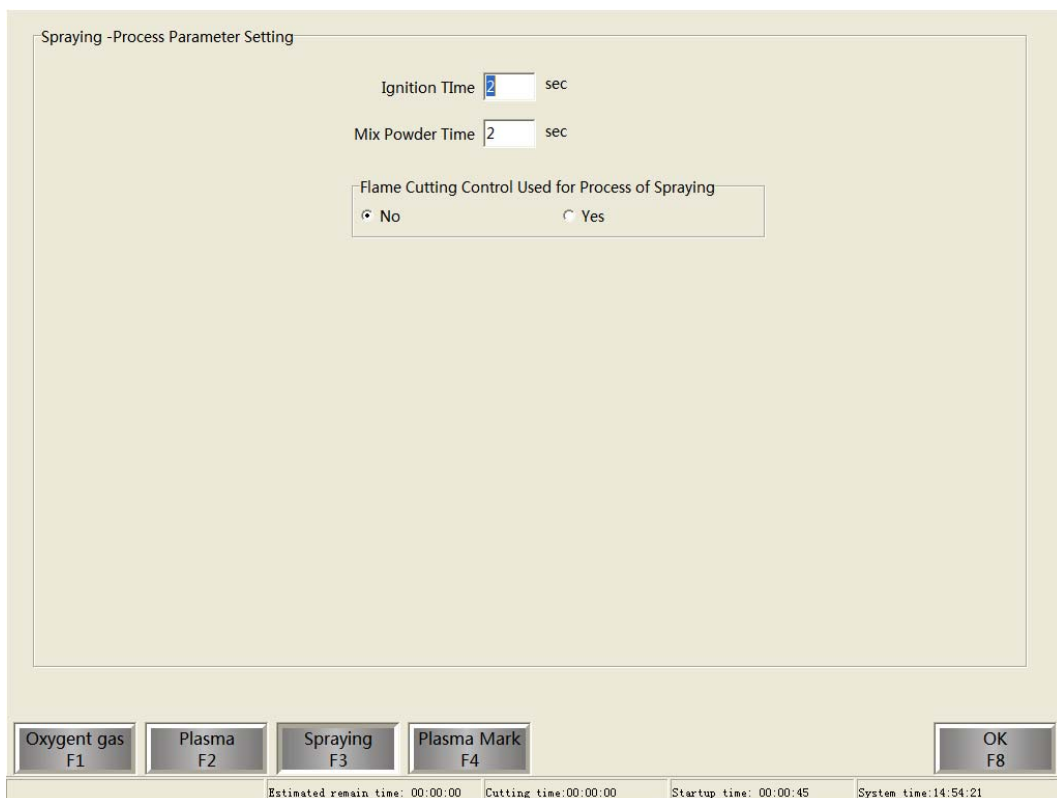 Spraying -Process Parameter Setting
Ignition TIme 2 sec
Mix Powder Time 2 sec
Flame Cutting Control Used for Process of Spraying
No Yes
Oxygent gas Plasma Spraying Plasma Mark OK
F1 F2 F3 F4 F8
Estimated remain time: 00:00:00 Cutting time:00:00:00 Startup time: 00:00:45 System time:14:54:21